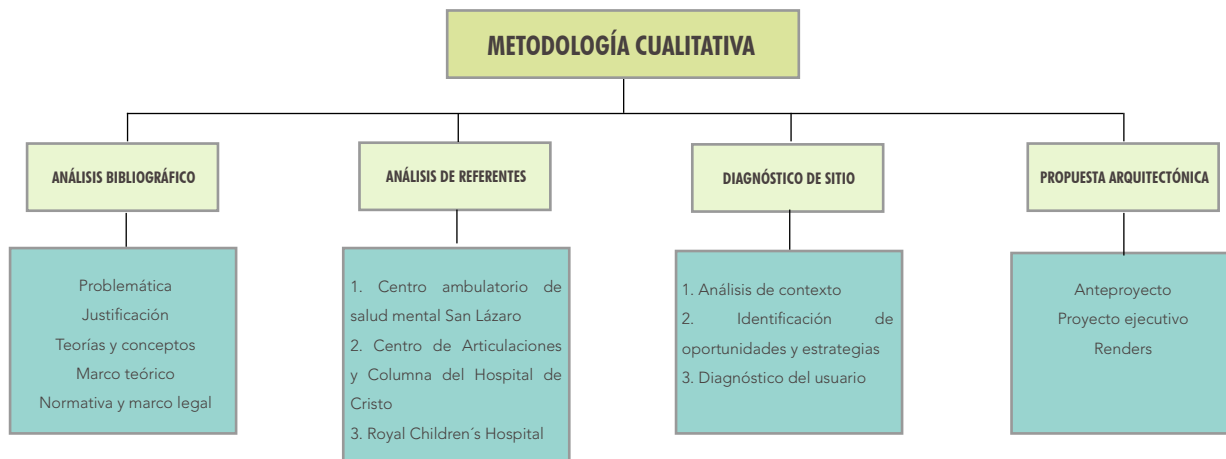 METODOLOGÍA CUALITATIVA
ANÁLISIS BIBLIOGRÁFICO
Problemática
Justificación
Teorías y conceptos
Marco teórico
Normativa y marco legal
ANÁLISIS DE REFERENTES
1. Centro ambulatorio de
salud mental San Lázaro
2. Centro de Articulaciones
y Columna del Hospital de
Cristo
3. Royal Children´s Hospital
DIAGNÓSTICO DE SITIO
1. Análisis de contexto
2. Identificación de
oportunidades y estrategias
3. Diagnóstico del usuario
PROPUESTA ARQUITECTÓNICA
Anteproyecto
Proyecto ejecutivo
Renders